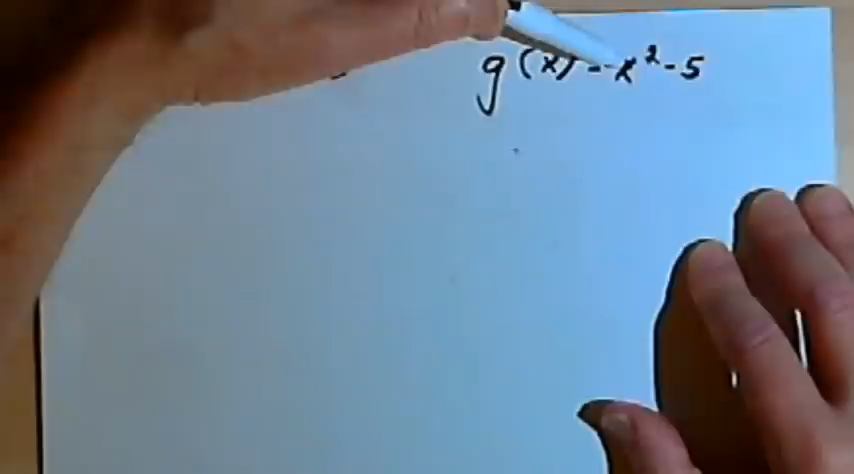 g(x) = x² - 5